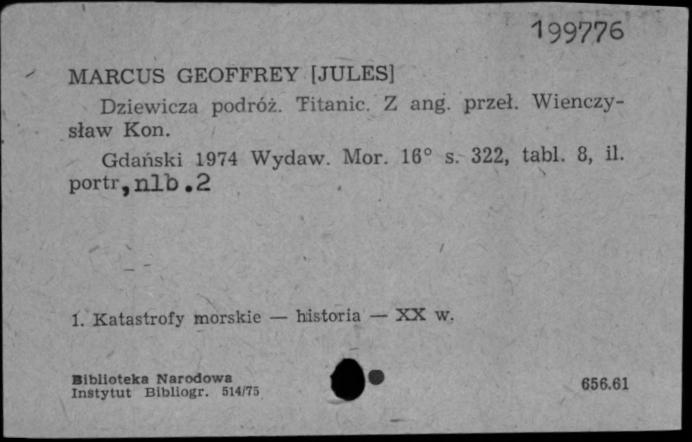 199776
MARCUS GEOFFREY [JULES]
Dziewicza podróż. Titanic. Z ang. przeł. Wienczy-
sław Kon.
Gdański 1974 Wydaw. Mor. 16° s. 322, tabl. 8, il.
portr, nlb.2
1. Katastrofy morskie — historia — XX w.
Biblioteka Narodowa
Instytut Bibliogr. 514/75
656.61